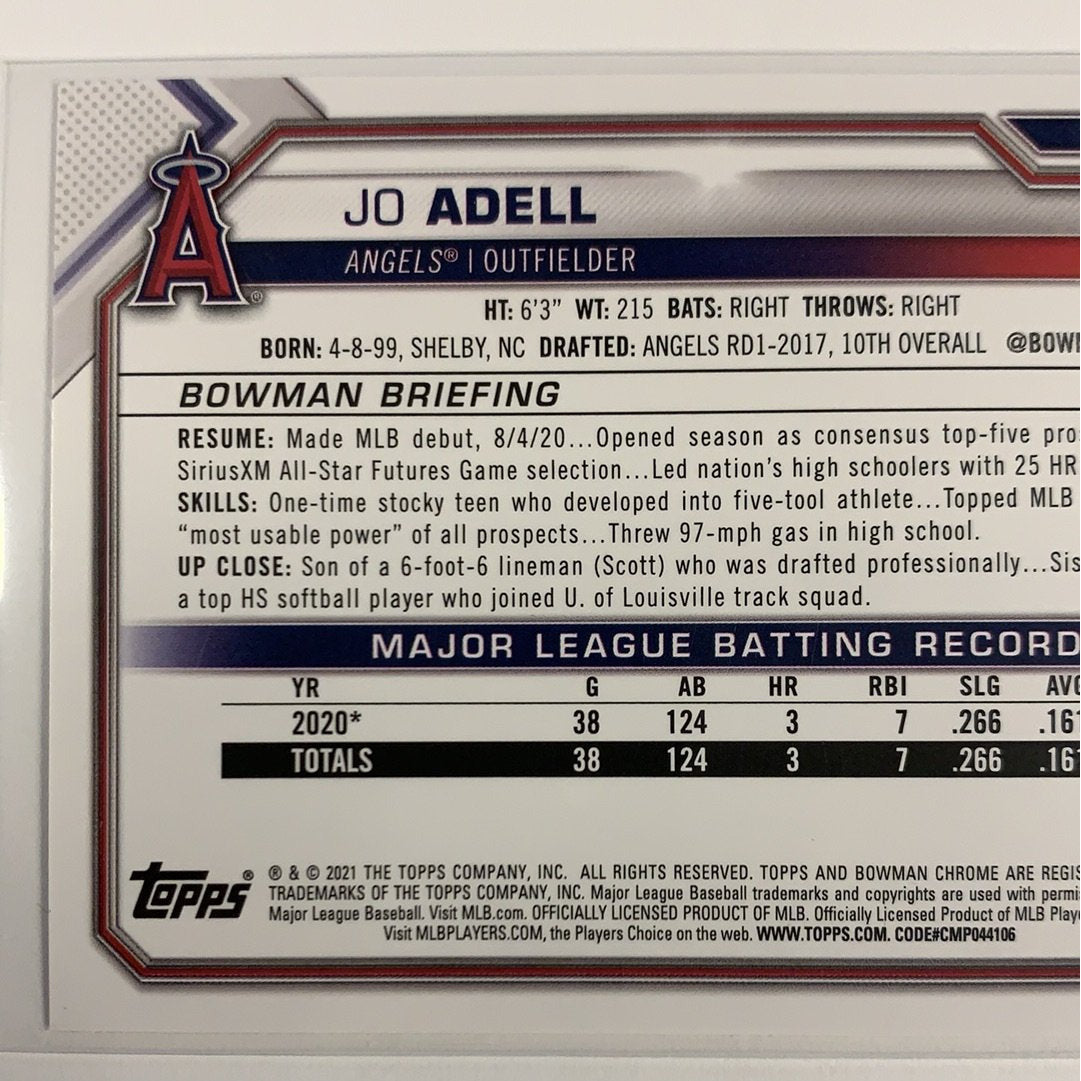 JO ADELL
ANGELS® | OUTFIELDER
HT: 6'3" WT: 215 BATS: RIGHT THROWS: RIGHT
BORN: 4-8-99, SHELBY, NC DRAFTED: ANGELS RD1-2017, 10TH OVERALL
BOWMAN BRIEFING
RESUME: Made MLB debut, 8/4/20...Opened season as consensus top-five
SiriusXM All-Star Futures Game selection...Led nation's high schoolers with 25 HR
SKILLS: One-time stocky teen who developed into five-tool athlete...Topped MLB
"most usable power" of all prospects...Threw 97-mph gas in high school.
UP CLOSE: Son of a 6-foot-6 lineman (Scott) who was drafted professionally...
a top HS softball player who joined U. of Louisville track squad.
MAJOR LEAGUE BATTING RECORD
YR G AB HR RBI SLG
2020* 38 124 3 7 .266
TOTALS 38 124 3 7 .266
A®
Topps®
® & © 2021 THE TOPPS COMPANY, INC. ALL RIGHTS RESERVED. TOPPS AND BOWMAN CHROME ARE
TRADEMARKS OF THE TOPPS COMPANY, INC. Major League Baseball trademarks and copyrights are used with
Major League Baseball. Visit MLB.com. OFFICIALLY LICENSED PRODUCT OF MLB. Officially Licensed Product of MLB
Visit MLBPLAYERS.COM, the Players Choice on the web. WWW.TOPPS.COM. CODE#CMP044106